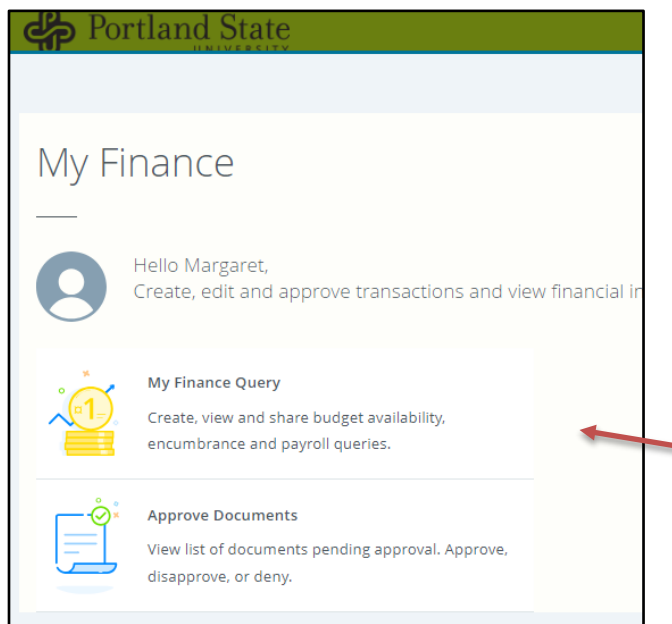 Portland State
UNIVERSITY
My Finance
Hello Margaret,
Create, edit and approve transactions and view financial
1
My Finance Query
Create, view and share budget availability,
encumbrance and payroll queries.
Approve Documents
View list of documents pending approval. Approve,
disapprove, or deny.